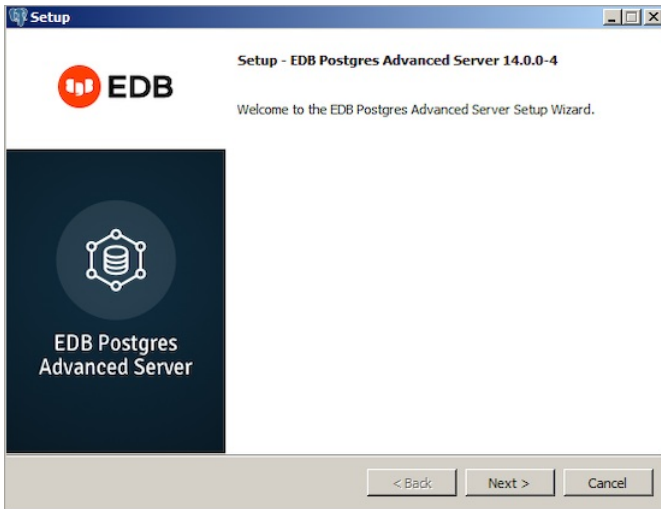 Setup
EDB
Setup - EDB Postgres Advanced Server 14.0.0-4
Welcome to the EDB Postgres Advanced Server Setup Wizard.
EDB Postgres
Advanced Server
< Back
Next >
Cancel